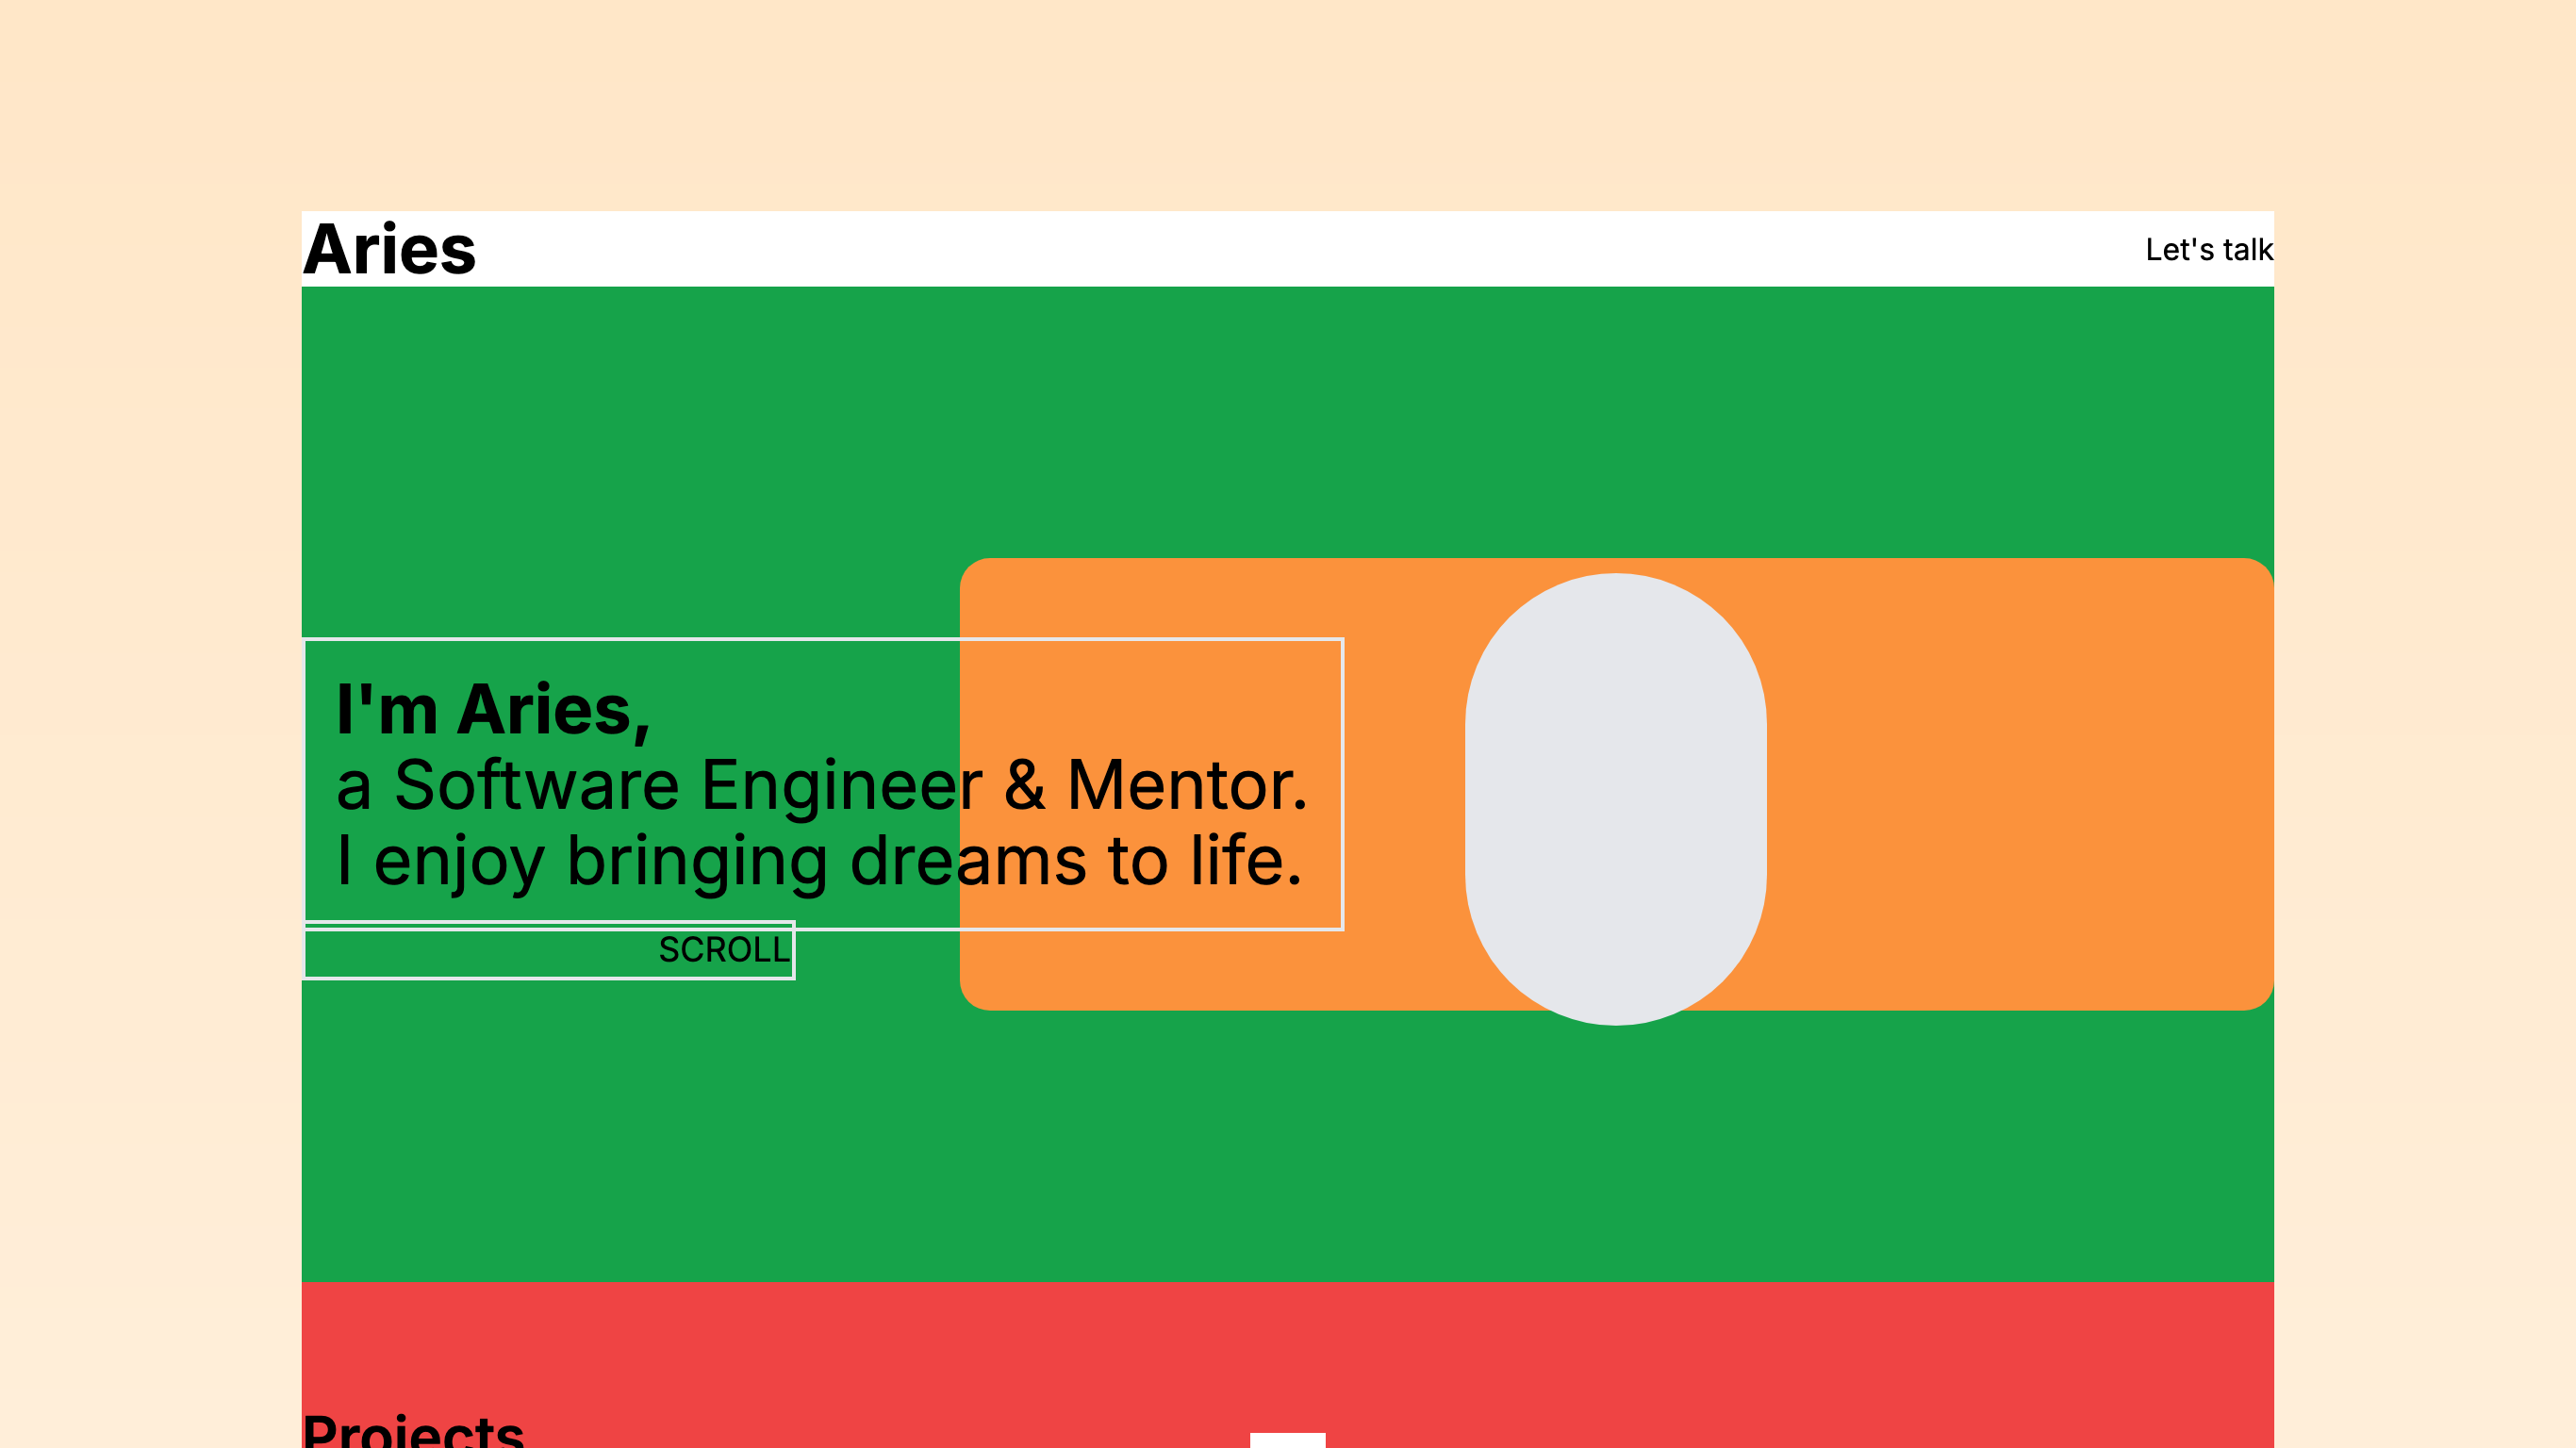 Aries
Let's talk
I'm Aries,
a Software Engineer & Mentor.
I enjoy bringing dreams to life.
SCROLL
Projects